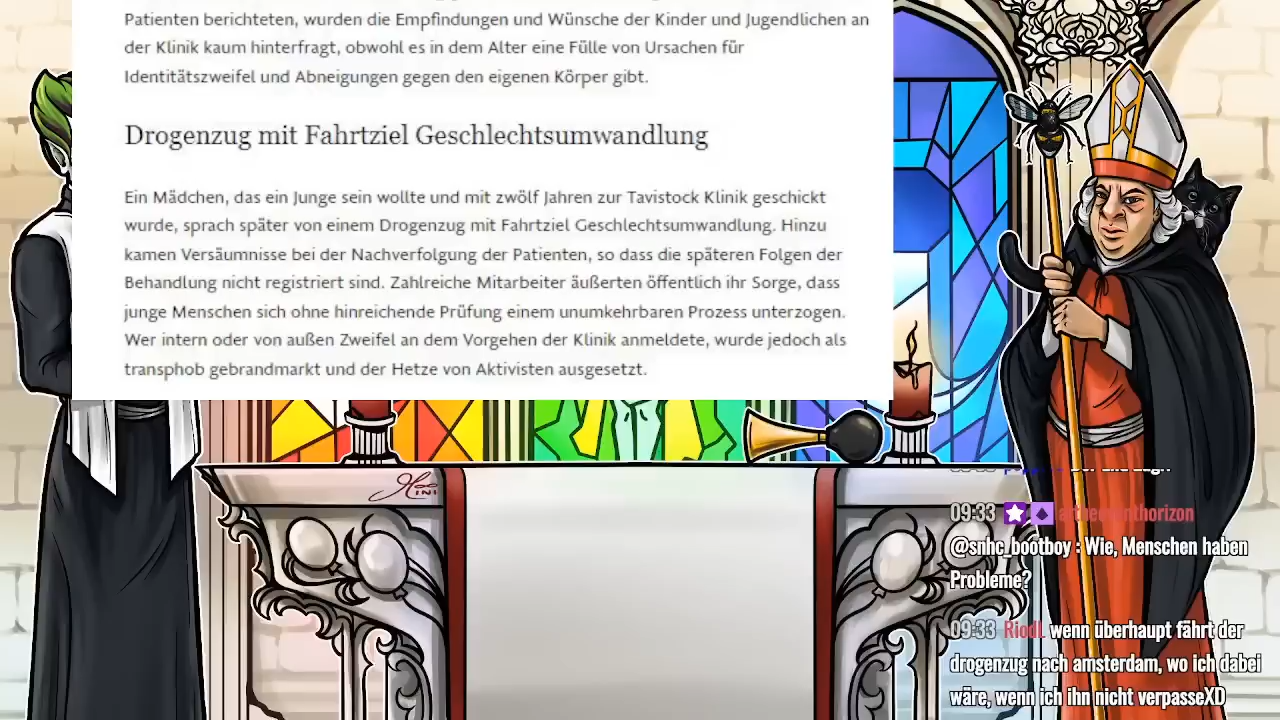 Patienten berichteten, wurden die Empfindungen und Wünsche der Kinder und Jugendlichen an
der Klinik kaum hinterfragt, obwohl es in dem Alter eine Fülle von Ursachen für
Identitätszweifel und Abneigungen gegen den eigenen Körper gibt.
Drogenzug mit Fahrtziel Geschlechtsumwandlung
Ein Mädchen, das ein Junge sein wollte und mit zwölf Jahren zur Tavistock Klinik geschickt
wurde, sprach später von einem Drogenzug mit Fahrtziel Geschlechtsumwandlung. Hinzu
kamen Versäumnisse bei der Nachverfolgung der Patienten, so dass die späteren Folgen der
Behandlung nicht registriert sind. Zahlreiche Mitarbeiter äußerten öffentlich ihr Sorge, dass
junge Menschen sich ohne hinreichende Prüfung einem unumkehrbaren Prozess unterzogen.
Wer intern oder von außen Zweifel an dem Vorgehen der Klinik anmeldete, wurde jedoch als
transphob gebrandmarkt und der Hetze von Aktivisten ausgesetzt.
09:33
@snhc_bootboy : Wie, Menschen haben
Probleme?
09:33 RiodL wenn überhaupt fährt der
drogenzug nach amsterdam, wo ich dabei
wäre, wenn ich ihn nicht verpasseXD